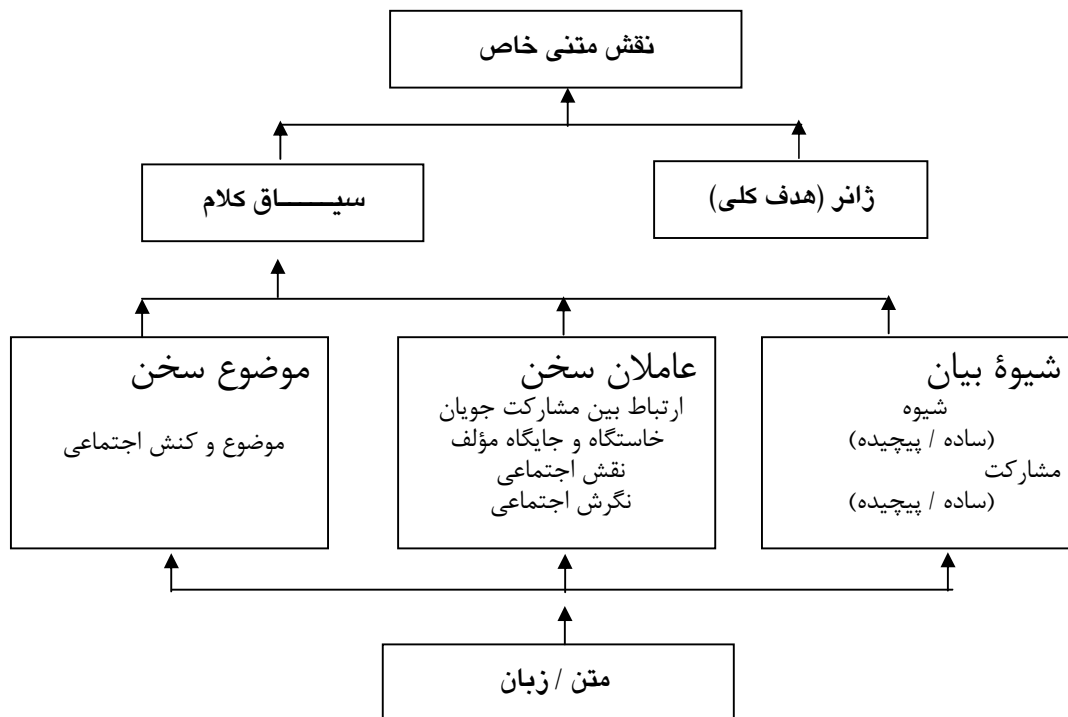 نقش متنی خاص
ژانر (هدف کلی)
سیـــــاق کلام
شیوۀ بیان
شیوه
(ساده / پیچیده)
مشارکت
(ساده / پیچیده)
عاملان سخن
ارتباط بین مشارکت جویان
خاستگاه و جایگاه مؤلف
نقش اجتماعی
نگرش اجتماعی
موضوع سخن
موضوع و کنش اجتماعی
متن / زبان